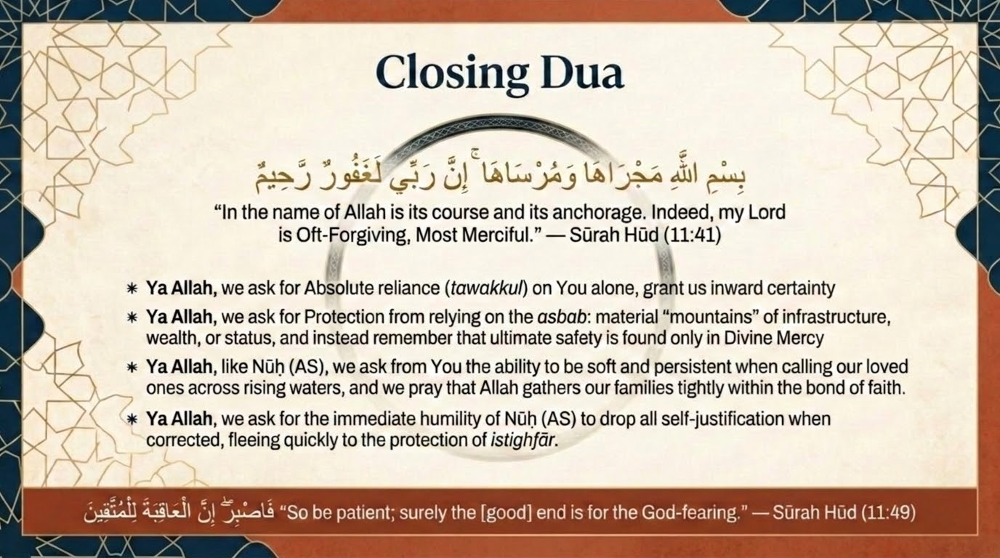 Closing Dua
بِسْمِ اللَّهِ مَجْرَاهَا وَمُرْسَاهَا ۚ إِنَّ رَبِّي لَغَفُورٌ رَّحِيمٌ
“In the name of Allah is its course and its anchorage. Indeed, my Lord
is Oft-Forgiving, Most Merciful.” — Sūrah Hūd (11:41)
✷ Ya Allah, we ask for Absolute reliance (tawakkul) on You alone, grant us inward certainty
✷ Ya Allah, we ask for Protection from relying on the asbab: material “mountains” of infrastructure,
wealth, or status, and instead remember that ultimate safety is found only in Divine Mercy
✷ Ya Allah, like Nūḥ (AS), we ask from You the ability to be soft and persistent when calling our loved
ones across rising waters, and we pray that Allah gathers our families tightly within the bond of faith.
✷ Ya Allah, we ask for the immediate humility of Nūḥ (AS) to drop all self-justification when
corrected, fleeing quickly to the protection of istighfār.
فَاصْبِرْ ۖ إِنَّ الْعَاقِبَةَ لِلْمُتَّقِينَ “So be patient; surely the [good] end is for the God-fearing.” — Sūrah Hūd (11:49)